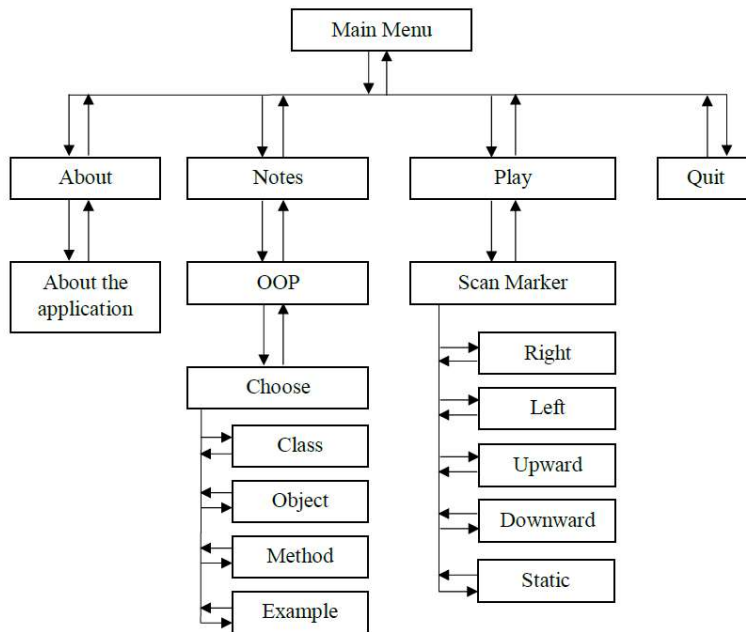 Main Menu
About
Notes
Play
Quit
About the
application
OOP
Scan Marker
Choose
Right
Left
Upward
Downward
Static
Class
Object
Method
Example